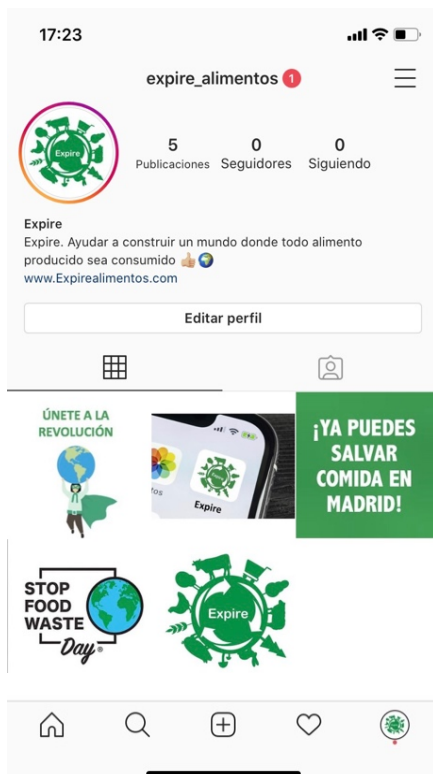 17:23
expire_alimentos 1
Expire
5 0 0
Publicaciones Seguidores Siguiendo
Expire
Expire. Ayudar a construir un mundo donde todo alimento
producido sea consumido
www.Expirealimentos.com
Editar perfil
ÚNETE A LA
REVOLUCIÓN
tos
Expire
Expire
¡YA PUEDES
SALVAR
COMIDA EN
MADRID!
STOP
FOOD
WASTE
Day
Expire